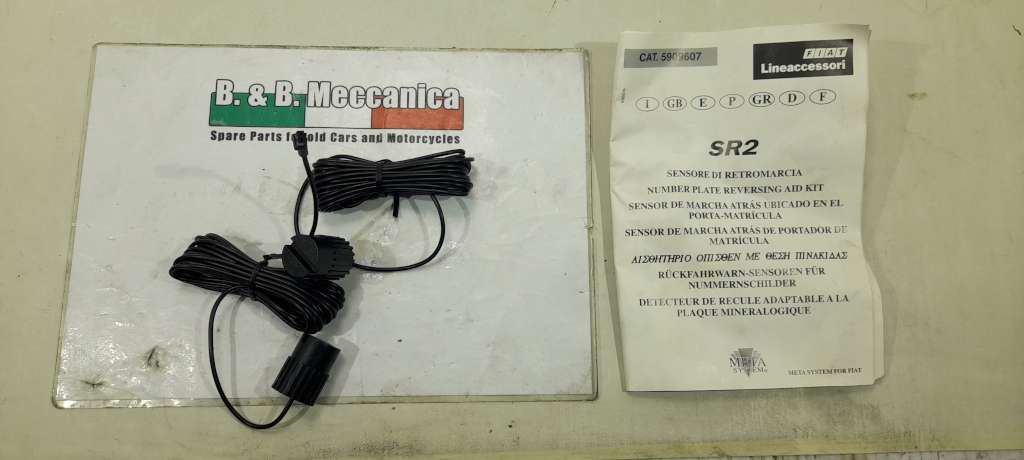 B. & B. Meccanica
Spare Parts for old Cars and Motorcycles
CAT. 5909607
FIAT
Lineaccessori
I GB E P GR D F
SR2
SENSORE DI RETROMARCIA
NUMBER PLATE REVERSING AID KIT
SENSOR DE MARCHA ATRÁS UBICADO EN EL
PORTA-MATRÍCULA
SENSOR DE MARCHA ATRÁS DE PORTADOR DE
MATRÍCULA
ΑΙΣΘΗΤΗΡΙΟ ΟΠΙΣΘΕΝ ΜΕ ΘΕΣΗ ΠΙΝΑΚΙΔΑΣ
RÜCKFAHRWARN-SENSOREN FÜR
NUMMERNSCHILDER
DETECTEUR DE RECULE ADAPTABLE A LA
PLAQUE MINERALOGIQUE
META
SYSTEM
META SYSTEM FOR FIAT